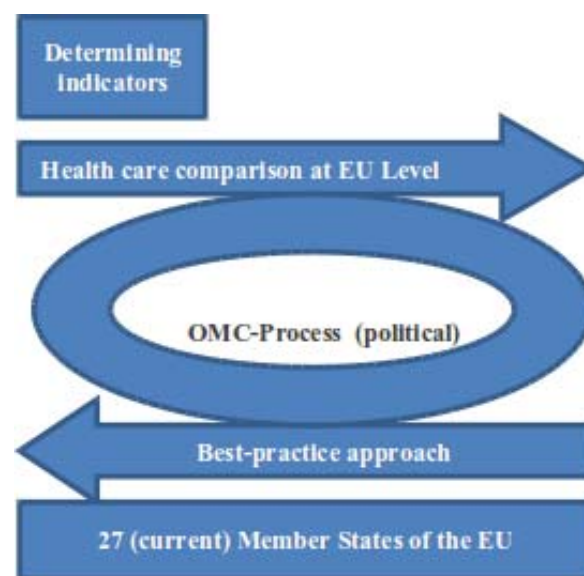 Determining
indicators
Health care comparison at EU Level
OMC-Process (political)
Best-practice approach
27 (current) Member States of the EU